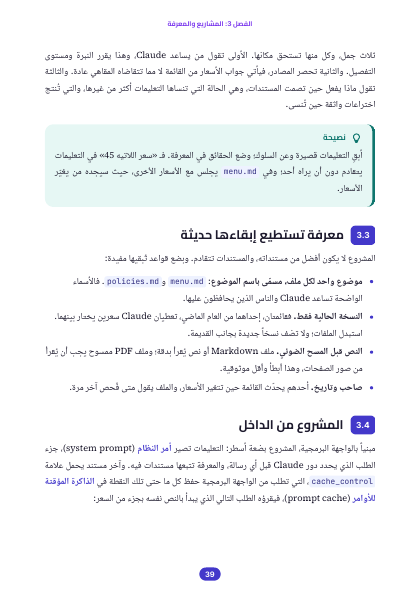 الفصل 3: المشاريع والمعرفة
ثلاث جمل، وكل منها تستحق مكانها. الأولى تقول من يساعد Claude، وهذا يقرر النبرة ومستوى
التفصيل. والثانية تحصر المصادر، فيأتي جواب الأسعار من القائمة لا مما تتقاضاه المقاهي عادة. والثالثة
تقول ماذا يفعل حين تصمت المستندات، وهي الحالة التي تنساها التعليمات أكثر من غيرها، والتي تُنتج
اختراعات واثقة حين تُنسى.
نصيحة
أبقِ التعليمات قصيرة وعن السلوك؛ وضع الحقائق في المعرفة. فـ «سعر اللاتيه 45» في التعليمات
يتقادم دون أن يراه أحد؛ وفي menu.md يجلس مع الأسعار الأخرى، حيث سيجده من يغيّر
الأسعار.
3.3 معرفة تستطيع إبقاءها حديثة
المشروع لا يكون أفضل من مستنداته، والمستندات تتقادم. وبضع قواعد تُبقيها مفيدة:
• موضوع واحد لكل ملف، مسمّى باسم الموضوع: menu.md و policies.md. فالأسماء
الواضحة تساعد Claude والناس الذين يحافظون عليها.
• النسخة الحالية فقط. فقائمتان، إحداهما من العام الماضي، تعطيان Claude سعرين يختار بينهما.
استبدل الملفات؛ ولا تضف نسخاً جديدة بجانب القديمة.
• النص قبل المسح الضوئي. ملف Markdown أو نص يُقرأ بدقة؛ وملف PDF ممسوح يجب أن يُقرأ
من صور الصفحات، وهذا أبطأ وأقل موثوقية.
• صاحب وتاريخ. أحدهم يحدّث القائمة حين تتغير الأسعار، والملف يقول متى فُحص آخر مرة.
3.4 المشروع من الداخل
مبنياً بالواجهة البرمجية، المشروع بضعة أسطر: التعليمات تصير أمر النظام (system prompt)، جزء
الطلب الذي يحدد دور Claude قبل أي رسالة، والمعرفة تتبعها مستندات فيه. وآخر مستند يحمل علامة
cache_control، التي تطلب من الواجهة البرمجية حفظ كل ما حتى تلك النقطة في الذاكرة المؤقتة
للأوامر (prompt cache)، فيقرؤه الطلب التالي الذي يبدأ بالنص نفسه بجزء من السعر:
39